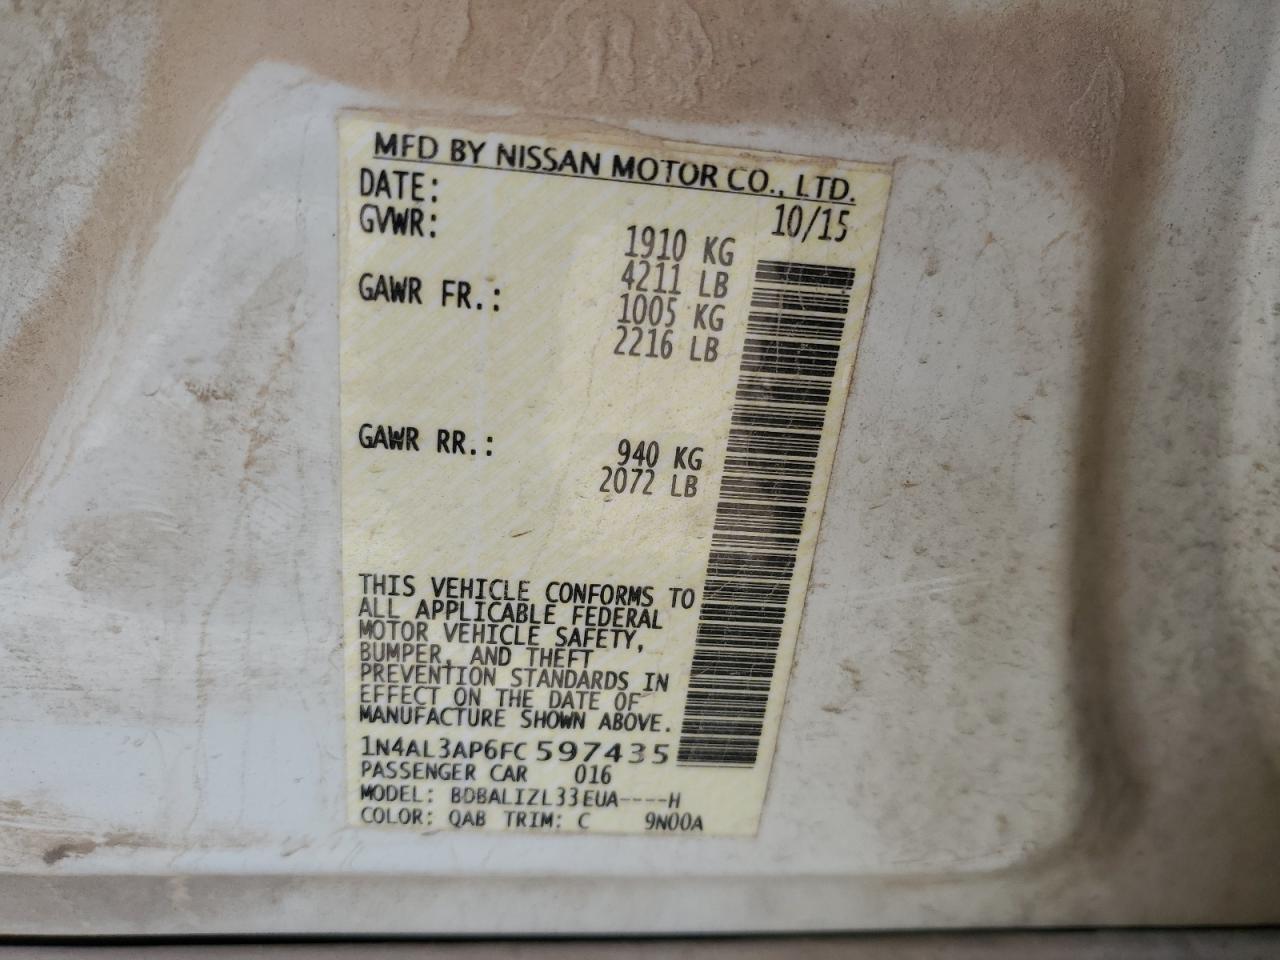 MFD BY NISSAN MOTOR CO., LTD.
DATE: 10/15
GVWR: 1910 KG
4211 LB
GAWR FR.: 1005 KG
2216 LB
GAWR RR.: 940 KG
2072 LB
THIS VEHICLE CONFORMS TO
ALL APPLICABLE FEDERAL
MOTOR VEHICLE SAFETY,
BUMPER, AND THEFT
PREVENTION STANDARDS IN
EFFECT ON THE DATE OF
MANUFACTURE SHOWN ABOVE.
1N4AL3AP6FC597435
PASSENGER CAR 016
MODEL: BDBALIZL33EUA----H
COLOR: QAB TRIM: C 9N00A